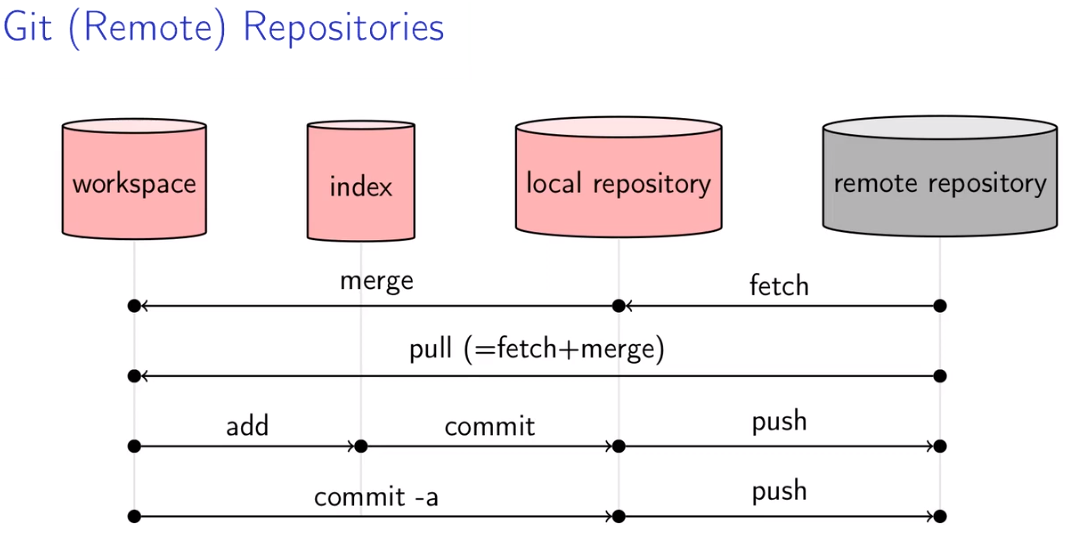 Git (Remote) Repositories
workspace
index
local repository
remote repository
merge
fetch
pull (=fetch+merge)
add
commit
push
commit -a
push